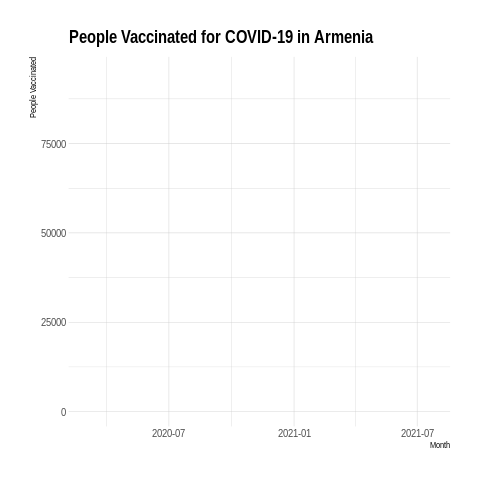 People Vaccinated for COVID-19 in Armenia
People Vaccinated
75000
50000
25000
0
2020-07 2021-01 2021-07
Month